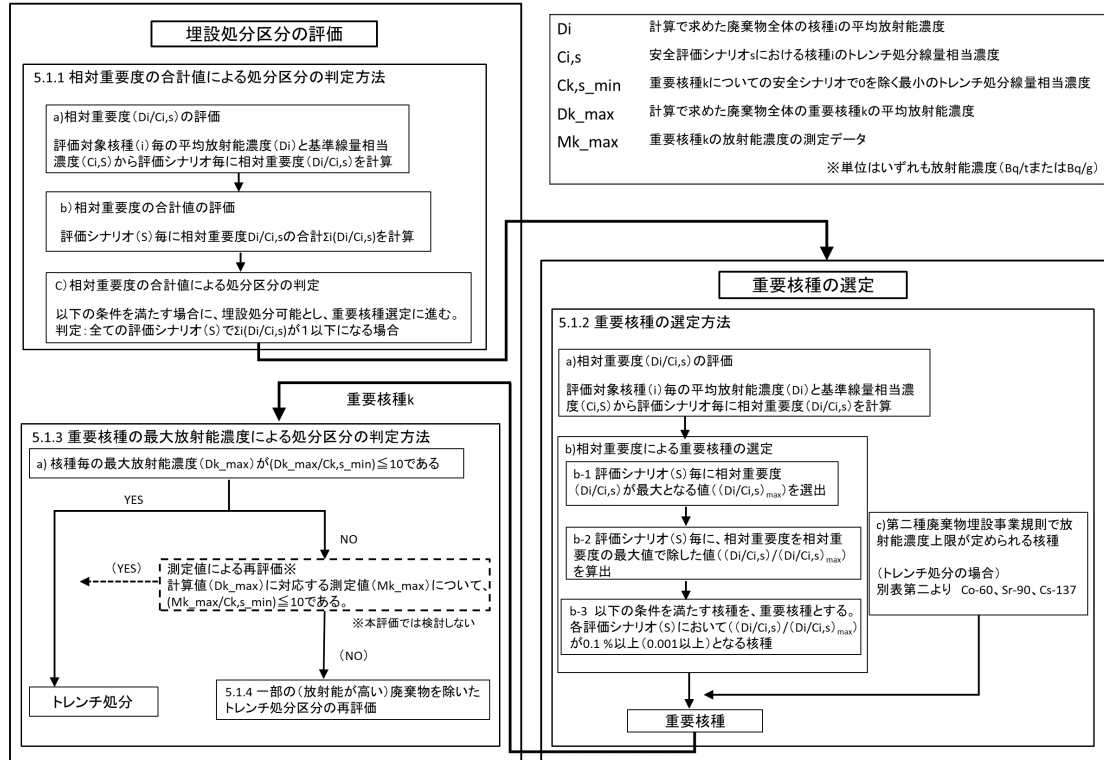 埋設処分区分の評価
5.1.1 相対重要度の合計値による処分区分の判定方法
a)相対重要度(Di/Ci,s)の評価
評価対象核種(i)毎の平均放射能濃度(Di)と基準線量相当
濃度(Ci,S)から評価シナリオ毎に相対重要度(Di/Ci,s)を計算
b)相対重要度の合計値の評価
評価シナリオ(S)毎に相対重要度Di/Ci,sの合計Σi(Di/Ci,s)を計算
C)相対重要度の合計値による処分区分の判定
以下の条件を満たす場合に、埋設処分可能とし、重要核種選定に進む。
判定:全ての評価シナリオ(S)でΣi(Di/Ci,s)が1以下になる場合
Di 計算で求めた廃棄物全体の核種iの平均放射能濃度
Ci,s 安全評価シナリオsにおける核種iのトレンチ処分線量相当濃度
Ck,s_min 重要核種kについての安全シナリオで0を除く最小のトレンチ処分線量相当濃度
Dk_max 計算で求めた廃棄物全体の重要核種kの平均放射能濃度
Mk_max 重要核種kの放射能濃度の測定データ
※単位はいずれも放射能濃度(Bq/tまたはBq/g)
重要核種の選定
5.1.2 重要核種の選定方法
a)相対重要度(Di/Ci,s)の評価
評価対象核種(i)毎の平均放射能濃度(Di)と基準線量相当濃
度(Ci,S)から評価シナリオ毎に相対重要度(Di/Ci,s)を計算
b)相対重要度による重要核種の選定
b-1 評価シナリオ(S)毎に相対重要度
(Di/Ci,s)が最大となる値((Di/Ci,s)max)を選出
b-2 評価シナリオ(S)毎に、相対重要度を相対重
要度の最大値で除した値((Di/Ci,s)/(Di/Ci,s)max)
を算出
b-3 以下の条件を満たす核種を、重要核種とする。
各評価シナリオ(S)において((Di/Ci,s)/(Di/Ci,s)max)
が0.1 %以上(0.001以上)となる核種
c)第二種廃棄物埋設事業規則で放
射能濃度上限が定められる核種
(トレンチ処分の場合)
別表第二より Co-60、Sr-90、Cs-137
重要核種
重要核種k
5.1.3 重要核種の最大放射能濃度による処分区分の判定方法
a) 核種毎の最大放射能濃度(Dk_max)が(Dk_max/Ck,s_min)≦10である
YES
NO
(YES)
測定値による再評価※
計算値(Dk_max)に対応する測定値(Mk_max)について、
(Mk_max/Ck,s_min)≦10である。
※本評価では検討しない
(NO)
トレンチ処分
5.1.4 一部の(放射能が高い)廃棄物を除いた
トレンチ処分区分の再評価